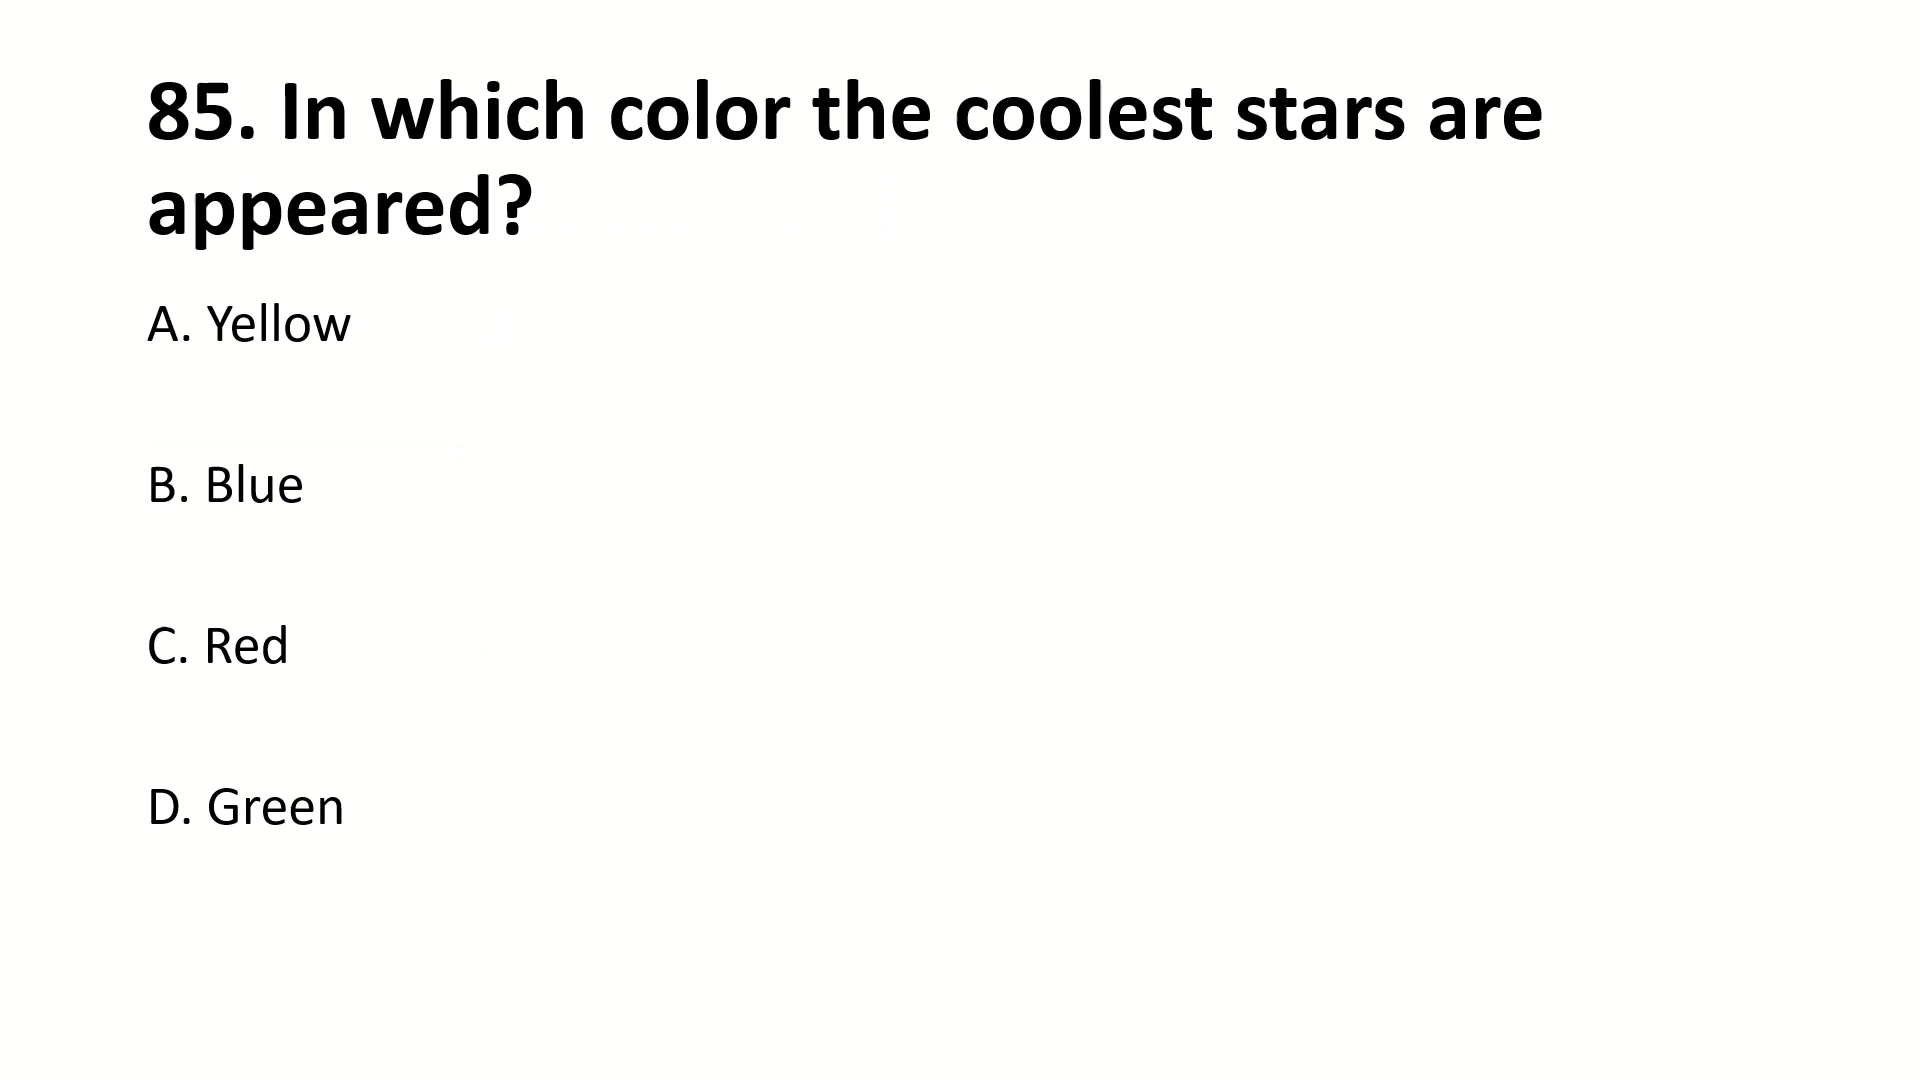 85. In which color the coolest stars are
appeared?
A. Yellow
B. Blue
C. Red
D. Green